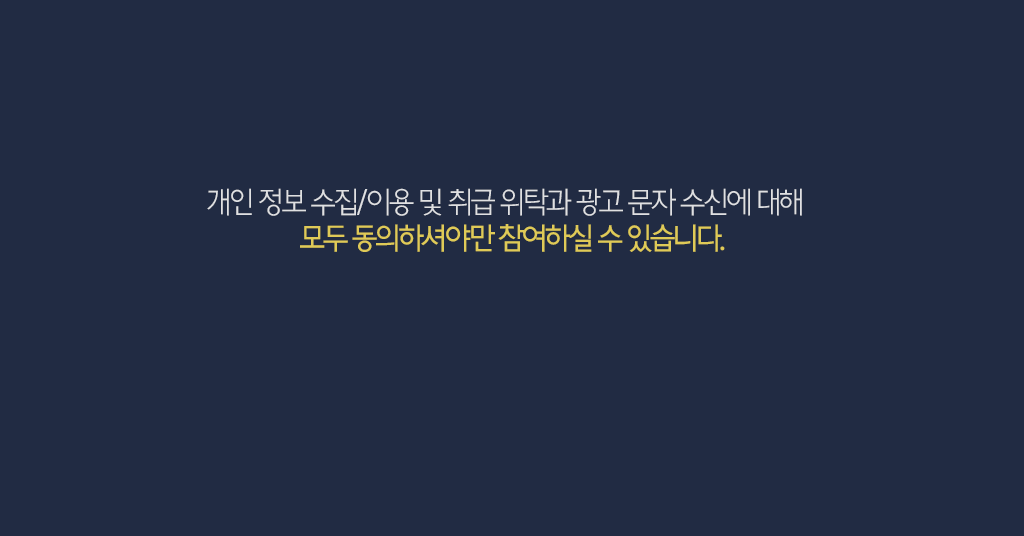 개인 정보 수집/이용 및 취급 위탁과 광고 문자 수신에 대해
모두 동의하셔야만 참여하실 수 있습니다.